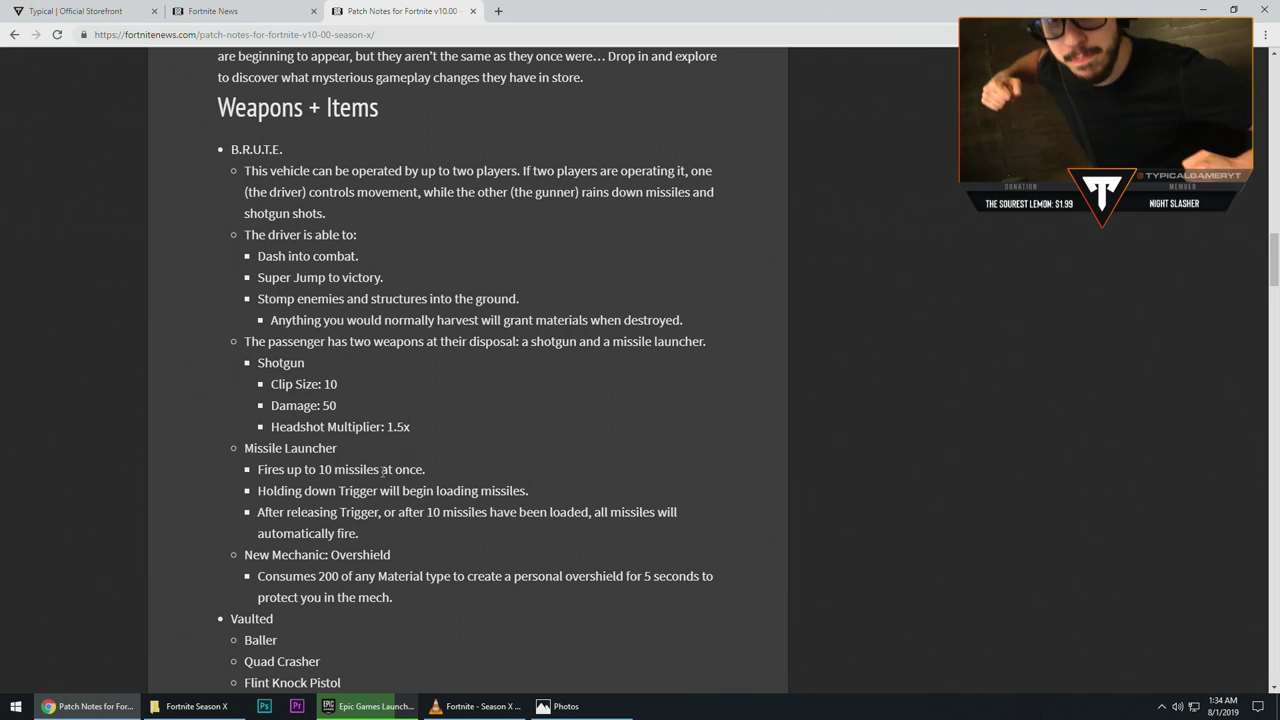 Typical | Official Storefront
Fortnite News
Patch Notes for Fortnite v10.00 -
https://fortnitenews.com/patch-notes-for-fortnite-v10-00-season-x/
are beginning to appear, but they aren't the same as they once were... Drop in and explore
to discover what mysterious gameplay changes they have in store.
Weapons + Items
B.R.U.T.E.
This vehicle can be operated by up to two players. If two players are operating it, one
(the driver) controls movement, while the other (the gunner) rains down missiles and
shotgun shots.
The driver is able to:
Dash into combat.
Super Jump to victory.
Stomp enemies and structures into the ground.
Anything you would normally harvest will grant materials when destroyed.
The passenger has two weapons at their disposal: a shotgun and a missile launcher.
Shotgun
Clip Size: 10
Damage: 50
Headshot Multiplier: 1.5x
Missile Launcher
Fires up to 10 missiles at once.
Holding down Trigger will begin loading missiles.
After releasing Trigger, or after 10 missiles have been loaded, all missiles will
automatically fire.
New Mechanic: Overshield
Consumes 200 of any Material type to create a personal overshield for 5 seconds to
protect you in the mech.
Vaulted
Baller
Quad Crasher
Flint Knock Pistol
TYPICALGAMERYT
DONATION
MEMBER
THE SOUREST LEMON: $1.99
NIGHT SLASHER
Patch Notes for For...
Fortnite Season X
Ps
Pr
Epic Games Launch...
Fortnite - Season X ...
Photos
1:34 AM
8/1/2019